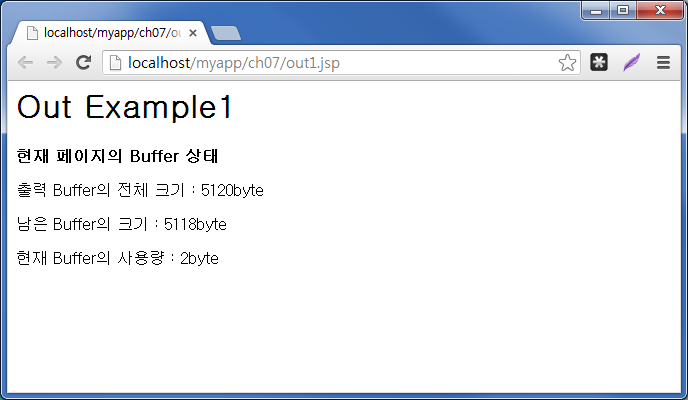 localhost/myapp/ch07/ou
localhost/myapp/ch07/out1.jsp
Out Example1
현재 페이지의 Buffer 상태
출력 Buffer의 전체 크기 : 5120byte
남은 Buffer의 크기 : 5118byte
현재 Buffer의 사용량 : 2byte